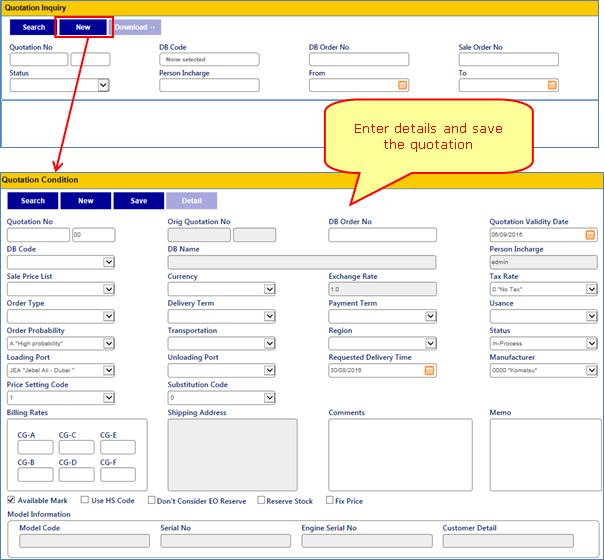 Quotation Inquiry
Search New Download --
Quotation No DB Code DB Order No Sale Order No
None selected
Status Person Incharge From To
Enter details and save
the quotation
Quotation Condition
Search New Save Detail
Quotation No Orig Quotation No DB Order No Quotation Validity Date
00 06/09/2016
DB Code DB Name Person Incharge
admin
Sale Price List Currency Exchange Rate Tax Rate
1.0 0 "No Tax"
Order Type Delivery Term Payment Term Usance
Order Probability Transportation Region Status
A "High probability" In-Process
Loading Port Unloading Port Requested Delivery Time Manufacturer
JEA "Jebel Ali - Dubai " 30/08/2016 0000 "Komatsu"
Price Setting Code Substitution Code
1 0
Billing Rates Shipping Address Comments Memo
CG-A CG-C CG-E
CG-B CG-D CG-F
Available Mark Use HS Code Don't Consider EO Reserve Reserve Stock Fix Price
Model Information
Model Code Serial No Engine Serial No Customer Detail